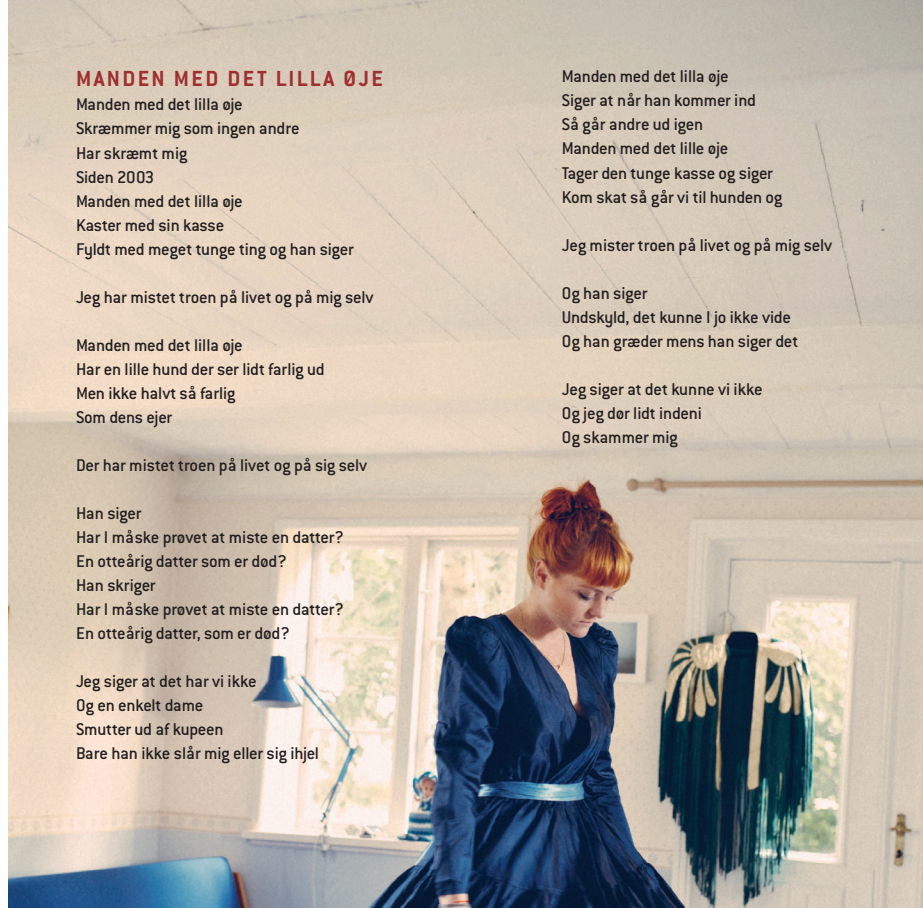 MANDEN MED DET LILLA ØJE
Manden med det lilla øje
Skræmmer mig som ingen andre
Har skræmt mig
Siden 2003
Manden med det lilla øje
Kaster med sin kasse
Fyldt med meget tunge ting og han siger
Jeg har mistet troen på livet og på mig selv
Manden med det lilla øje
Har en lille hund der ser lidt farlig ud
Men ikke halvt så farlig
Som dens ejer
Der har mistet troen på livet og på sig selv
Han siger
Har I måske prøvet at miste en datter?
En otteårig datter som er død?
Han skriger
Har I måske prøvet at miste en datter?
En otteårig datter, som er død?
Jeg siger at det har vi ikke
Og en enkelt dame
Smutter ud af kupeen
Bare han ikke slår mig eller sig ihjel
Manden med det lilla øje
Siger at når han kommer ind
Så går andre ud igen
Manden med det lille øje
Tager den tunge kasse og siger
Kom skat så går vi til hunden og
Jeg mister troen på livet og på mig selv
Og han siger
Undskyld, det kunne I jo ikke vide
Og han græder mens han siger det
Jeg siger at det kunne vi ikke
Og jeg dør lidt indeni
Og skammer mig